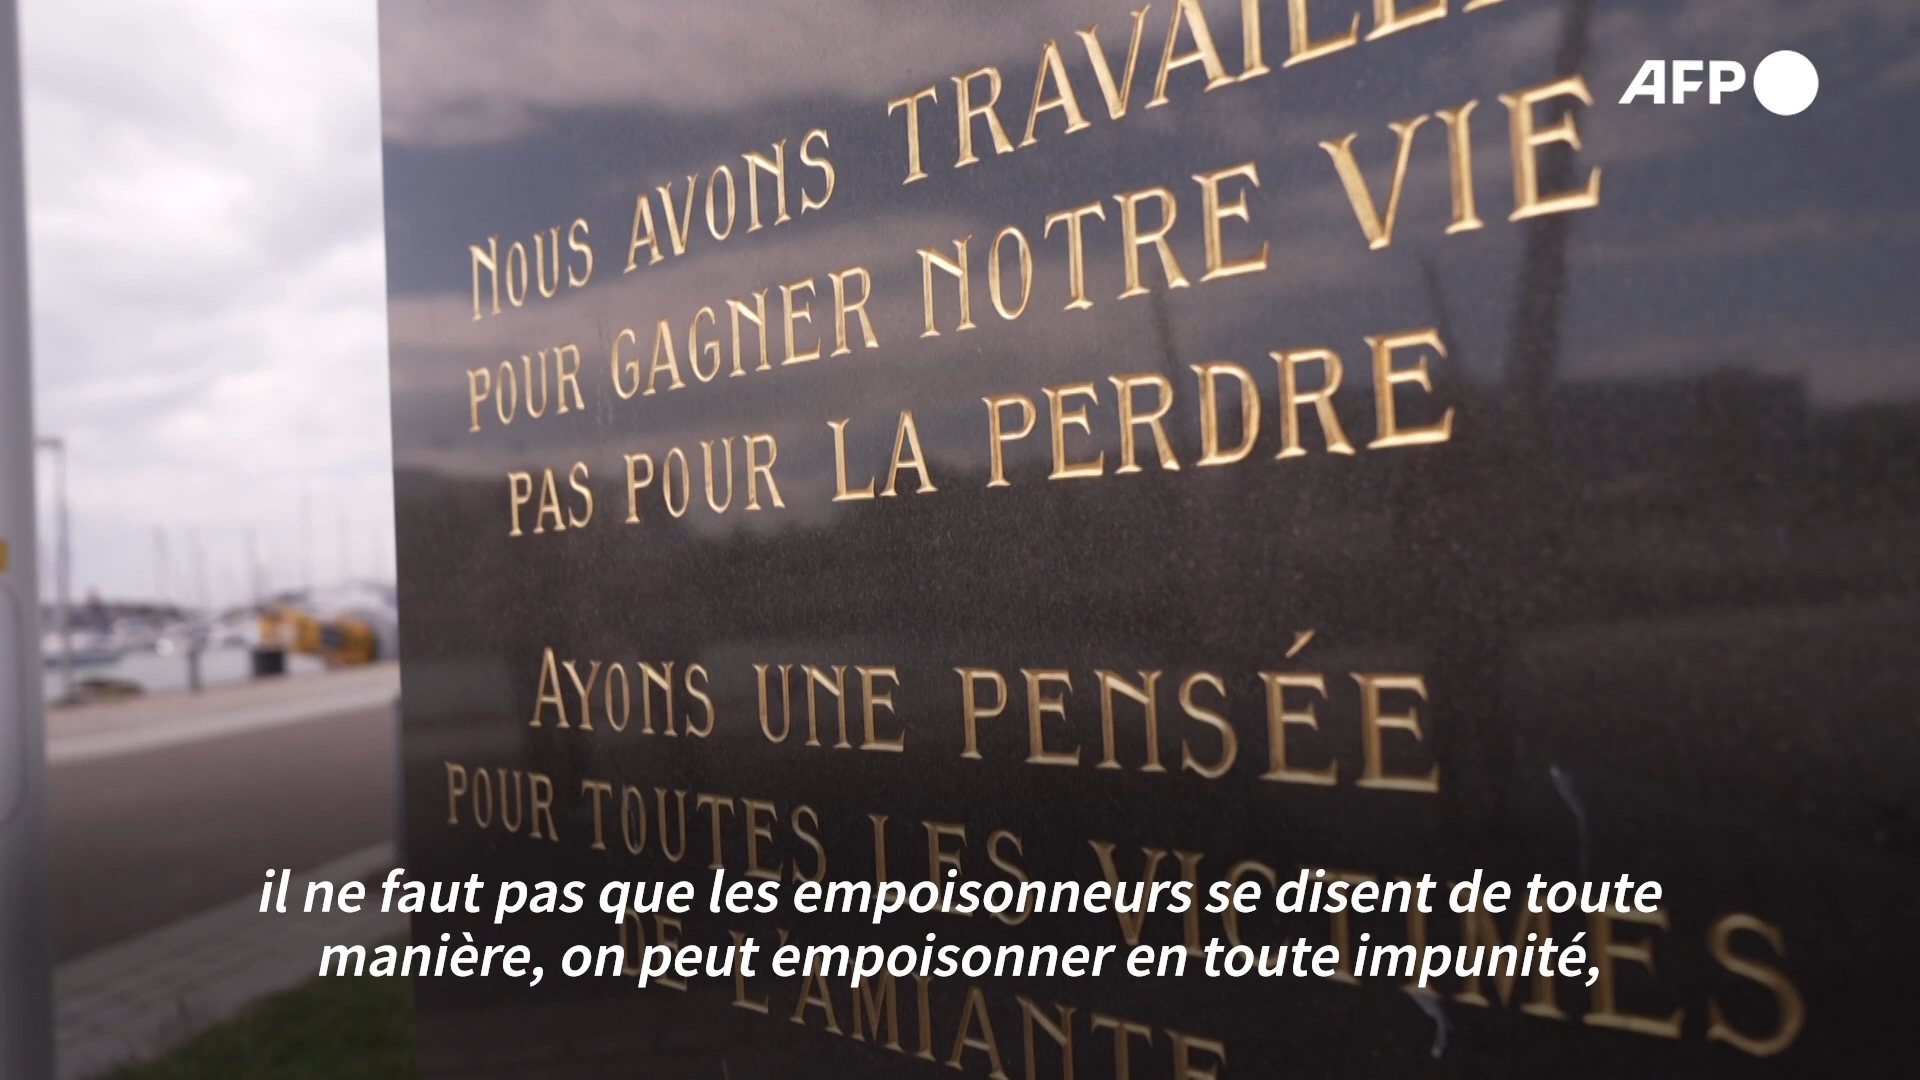 AFP
NOUS AVONS
POUR GAGNER NOTRE VIE
PAS POUR LA PERDRE
AYONS UNE PENSÉE
POUR TOUTES LES VICTIMES
DE L'AMIANTE
il ne faut pas que les empoisonneurs se disent de toute
manière, on peut empoisonner en toute impunité,